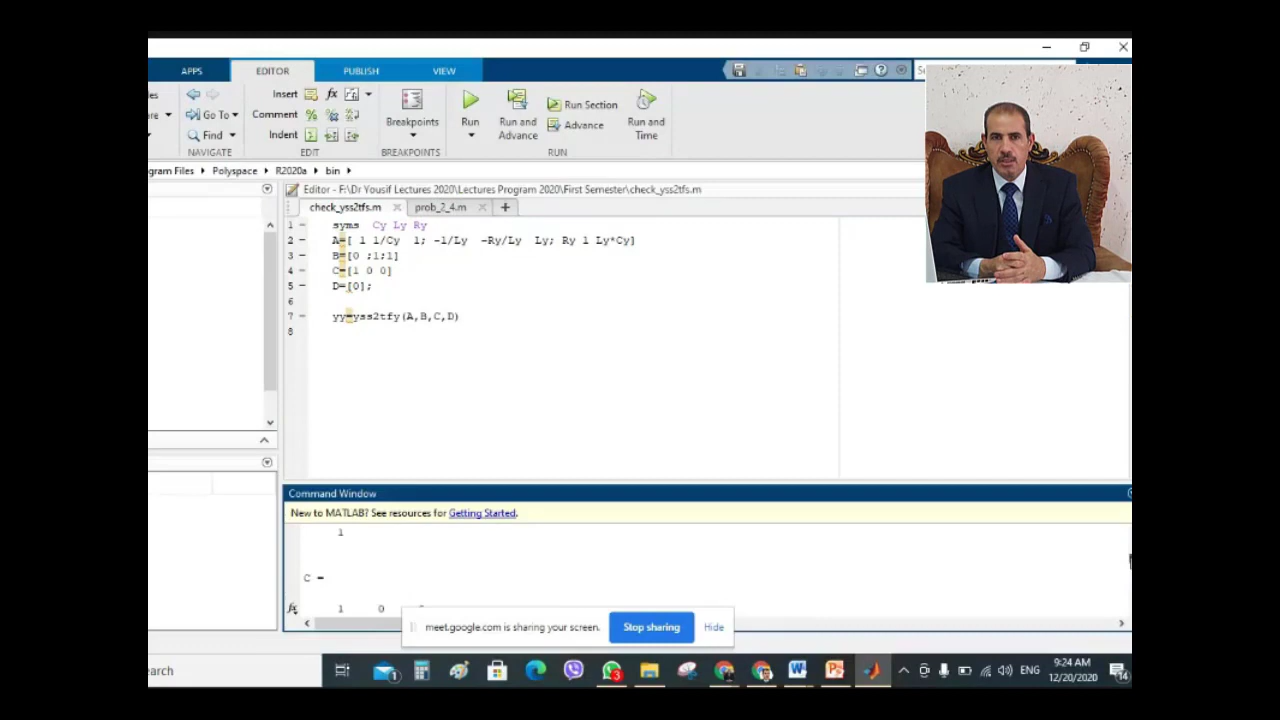 APPS EDITOR PUBLISH VIEW
Insert fx
Go To Comment Breakpoints Run Run and Advance Run Section Run and Time
Find Indent Advance
NAVIGATE EDIT BREAKPOINTS RUN
gram Files Polyspace R2020a bin
Editor - F:\Dr Yousif Lectures 2020\Lectures Program 2020\First Semester\check_yss2tfs.m
check_yss2tfs.m prob_2_4.m
1 - syms Cy Ly Ry
2 - A=[ 1 1/Cy 1; -1/Ly -Ry/Ly Ly; Ry 1 Ly*Cy]
3 - B=[0 ;1;1]
4 - C=[1 0 0]
5 - D=[0];
6
7 - yy=yss2tfy(A,B,C,D)
8
Command Window
New to MATLAB? See resources for Getting Started.
1
C =
fx 1 0
meet.google.com is sharing your screen. Stop sharing Hide
earch 1 3 ENG 9:24 AM
12/20/2020 14